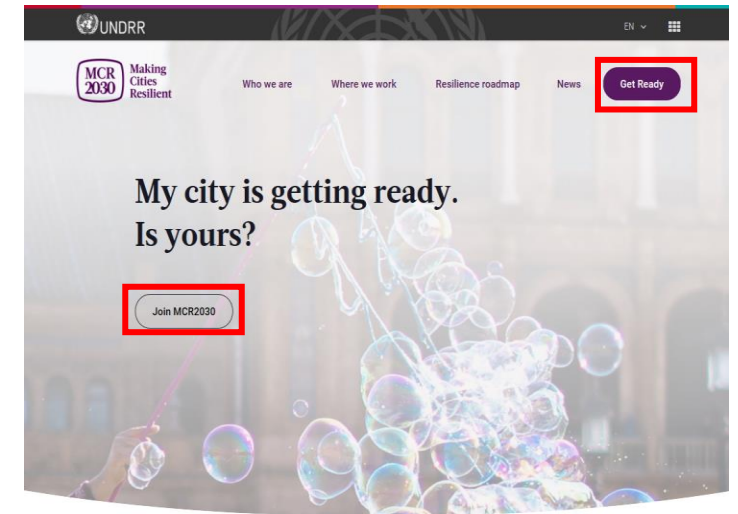 UNDRR
EN
MCR
2030
Making
Cities
Resilient
Who we are
Where we work
Resilience roadmap
News
Get Ready
My city is getting ready.
Is yours?
Join MCR2030